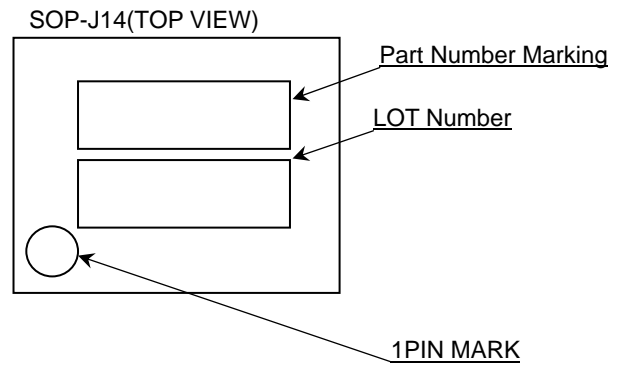 SOP-J14(TOP VIEW)
Part Number Marking
LOT Number
1PIN MARK